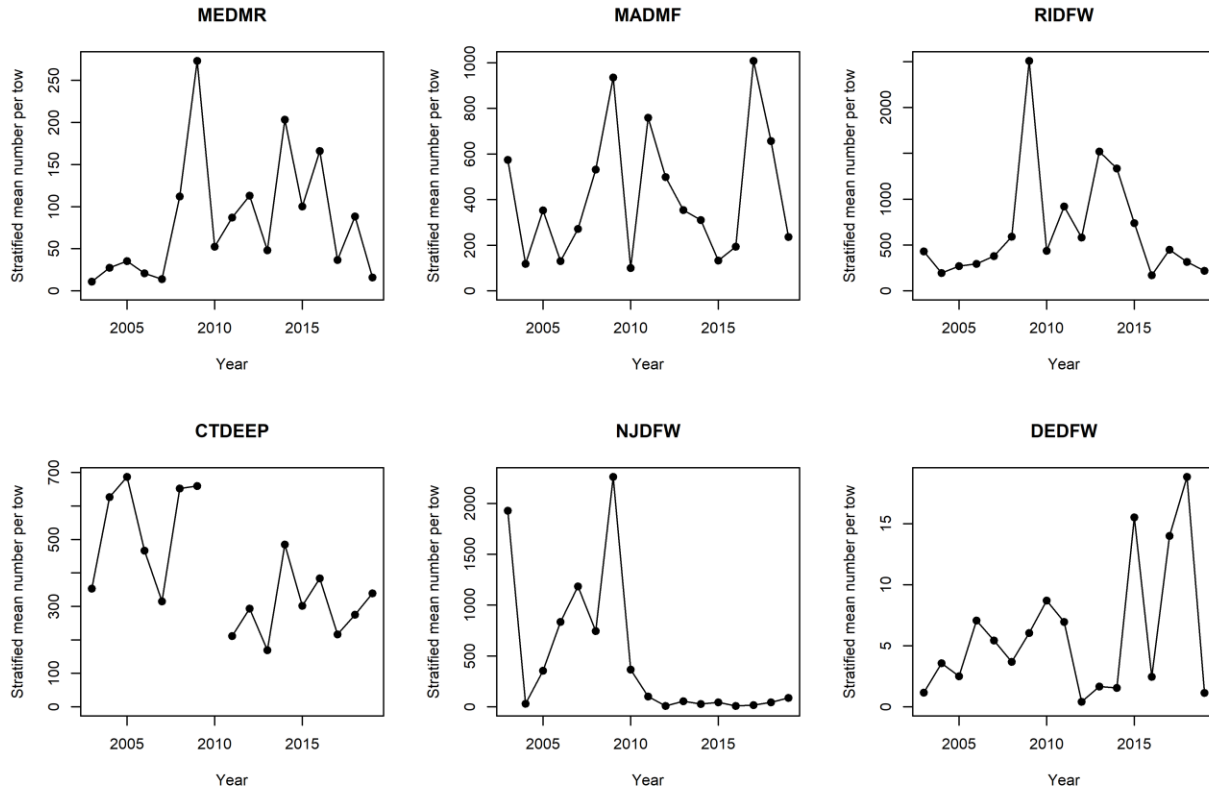 MEDMR
Stratified mean number per tow
0 50 100 150 200 250
2005 2010 2015
Year
MADMF
Stratified mean number per tow
0 200 400 600 800 1000
2005 2010 2015
Year
RIDFW
Stratified mean number per tow
0 500 1000 2000
2005 2010 2015
Year
CTDEEP
Stratified mean number per tow
0 100 300 500 700
2005 2010 2015
Year
NJDFW
Stratified mean number per tow
0 500 1000 1500 2000
2005 2010 2015
Year
DEDFW
Stratified mean number per tow
0 5 10 15
2005 2010 2015
Year